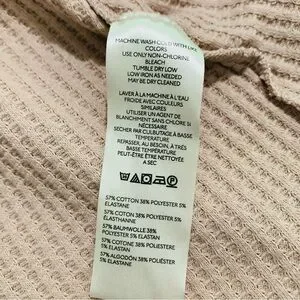 MACHINE WASH COLD WITH LIKE
COLORS
USE ONLY NON-CHLORINE
BLEACH
TUMBLE DRY LOW
LOW IRON AS NEEDED
MAY BE DRY CLEANED
LAVER À LA MACHINE À L'EAU
FROIDE AVEC COULEURS
SIMILAIRES
UTILISER UN AGENT DE
BLANCHIMENT SANS CHLORE SI
NÉCESSAIRE
SÉCHER PAR CULBUTAGE À BASSE
TEMPÉRATURE
REPASSER, AU BESOIN, À TRÈS
BASSE TEMPÉRATURE
PEUT-ÊTRE ÊTRE NETTOYÉE
A SEC
57% COTTON 38% POLYESTER 5%
ELASTANE
57% COTON 38% POLYESTER 5%
ÉLASTHANNE
57% BAUMWOLLE 38%
POLYESTER 5% ELASTAN
57% COTONE 38% POLIESTERE
5% ELASTAN
57% ALGODÓN 38% POLIÉSTER
5% ELASTANO